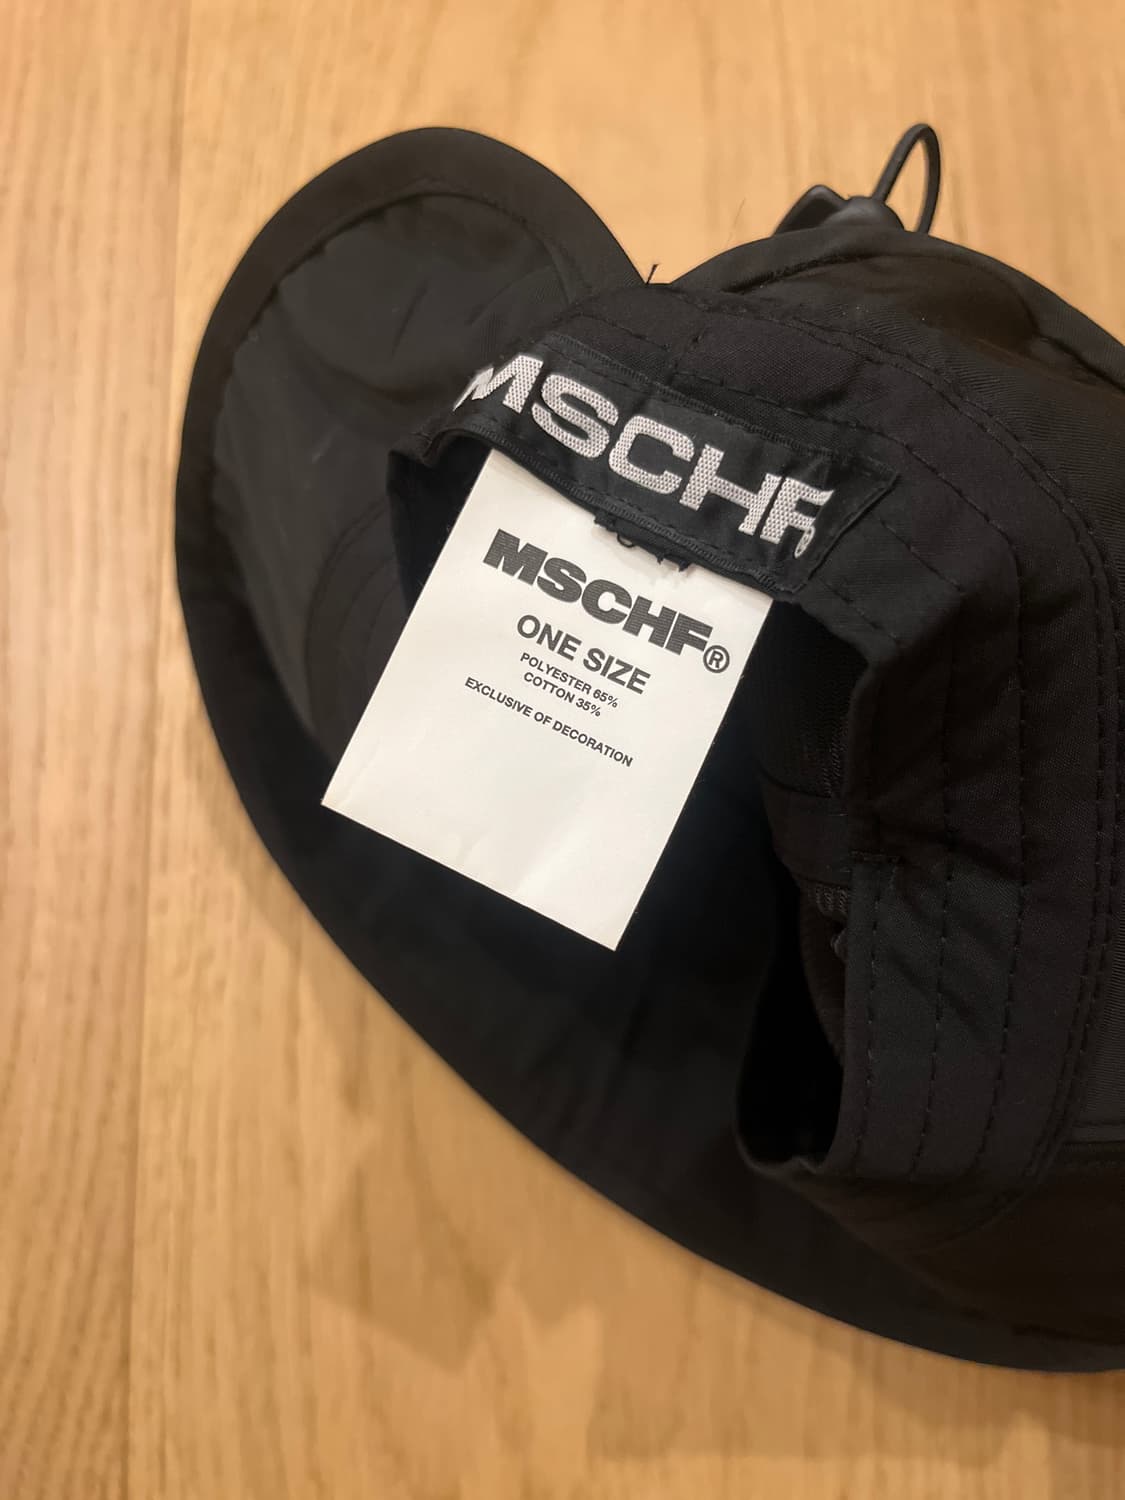 MSCHF
MSCHF®
ONE SIZE
POLYESTER 65%
COTTON 35%
EXCLUSIVE OF DECORATION